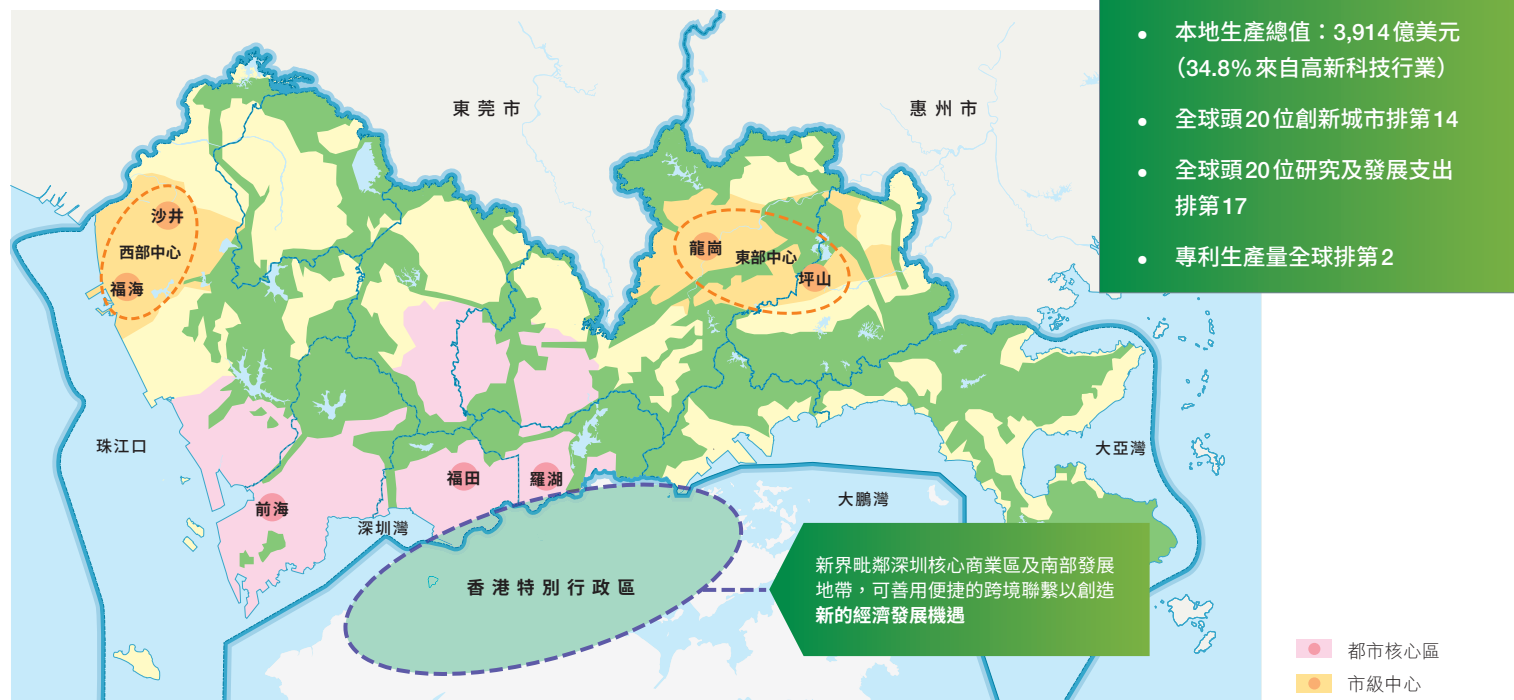 本地生產總值：3,914億美元
（34.8%來自高新科技行業）
全球頭20位創新城市排第14
全球頭20位研究及發展支出
排第17
專利生產量全球排第2
東莞市
惠州市
沙井
西部中心
福海
龍崗
東部中心
坪山
珠江口
大亞灣
福田
羅湖
前海
深圳灣
大鵬灣
香港特別行政區
新界毗鄰深圳核心商業區及南部發展
地帶，可善用便捷的跨境聯繫以創造
新的經濟發展機遇
都市核心區
市級中心